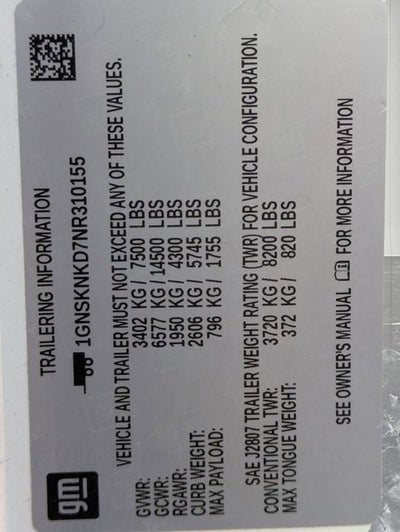 gm
TRAILERING INFORMATION
1GNSKNKD7NR310155
VEHICLE AND TRAILER MUST NOT EXCEED ANY OF THESE VALUES.
GVWR: 3402 KG / 7500 LBS
GCWR: 6577 KG / 14500 LBS
RGAWR: 1950 KG / 4300 LBS
CURB WEIGHT: 2606 KG / 5745 LBS
MAX PAYLOAD: 796 KG / 1755 LBS
SAE J2807 TRAILER WEIGHT RATING (TWR) FOR VEHICLE CONFIGURATION.
CONVENTIONAL TWR: 3720 KG / 8200 LBS
MAX TONGUE WEIGHT: 372 KG / 820 LBS
SEE OWNER'S MANUAL FOR MORE INFORMATION